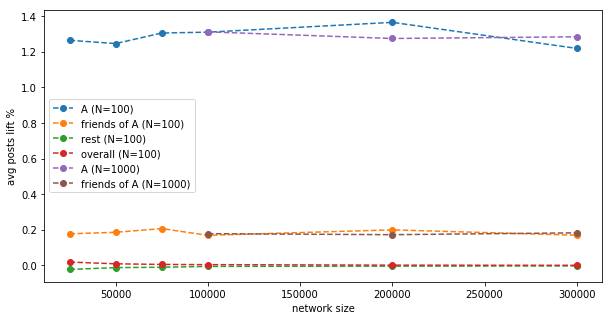 1.4
1.2
1.0
0.8
0.6
0.4
0.2
0.0
avg posts lift %
A (N=100)
friends of A (N=100)
rest (N=100)
overall (N=100)
A (N=1000)
friends of A (N=1000)
50000 100000 150000 200000 250000 300000
network size